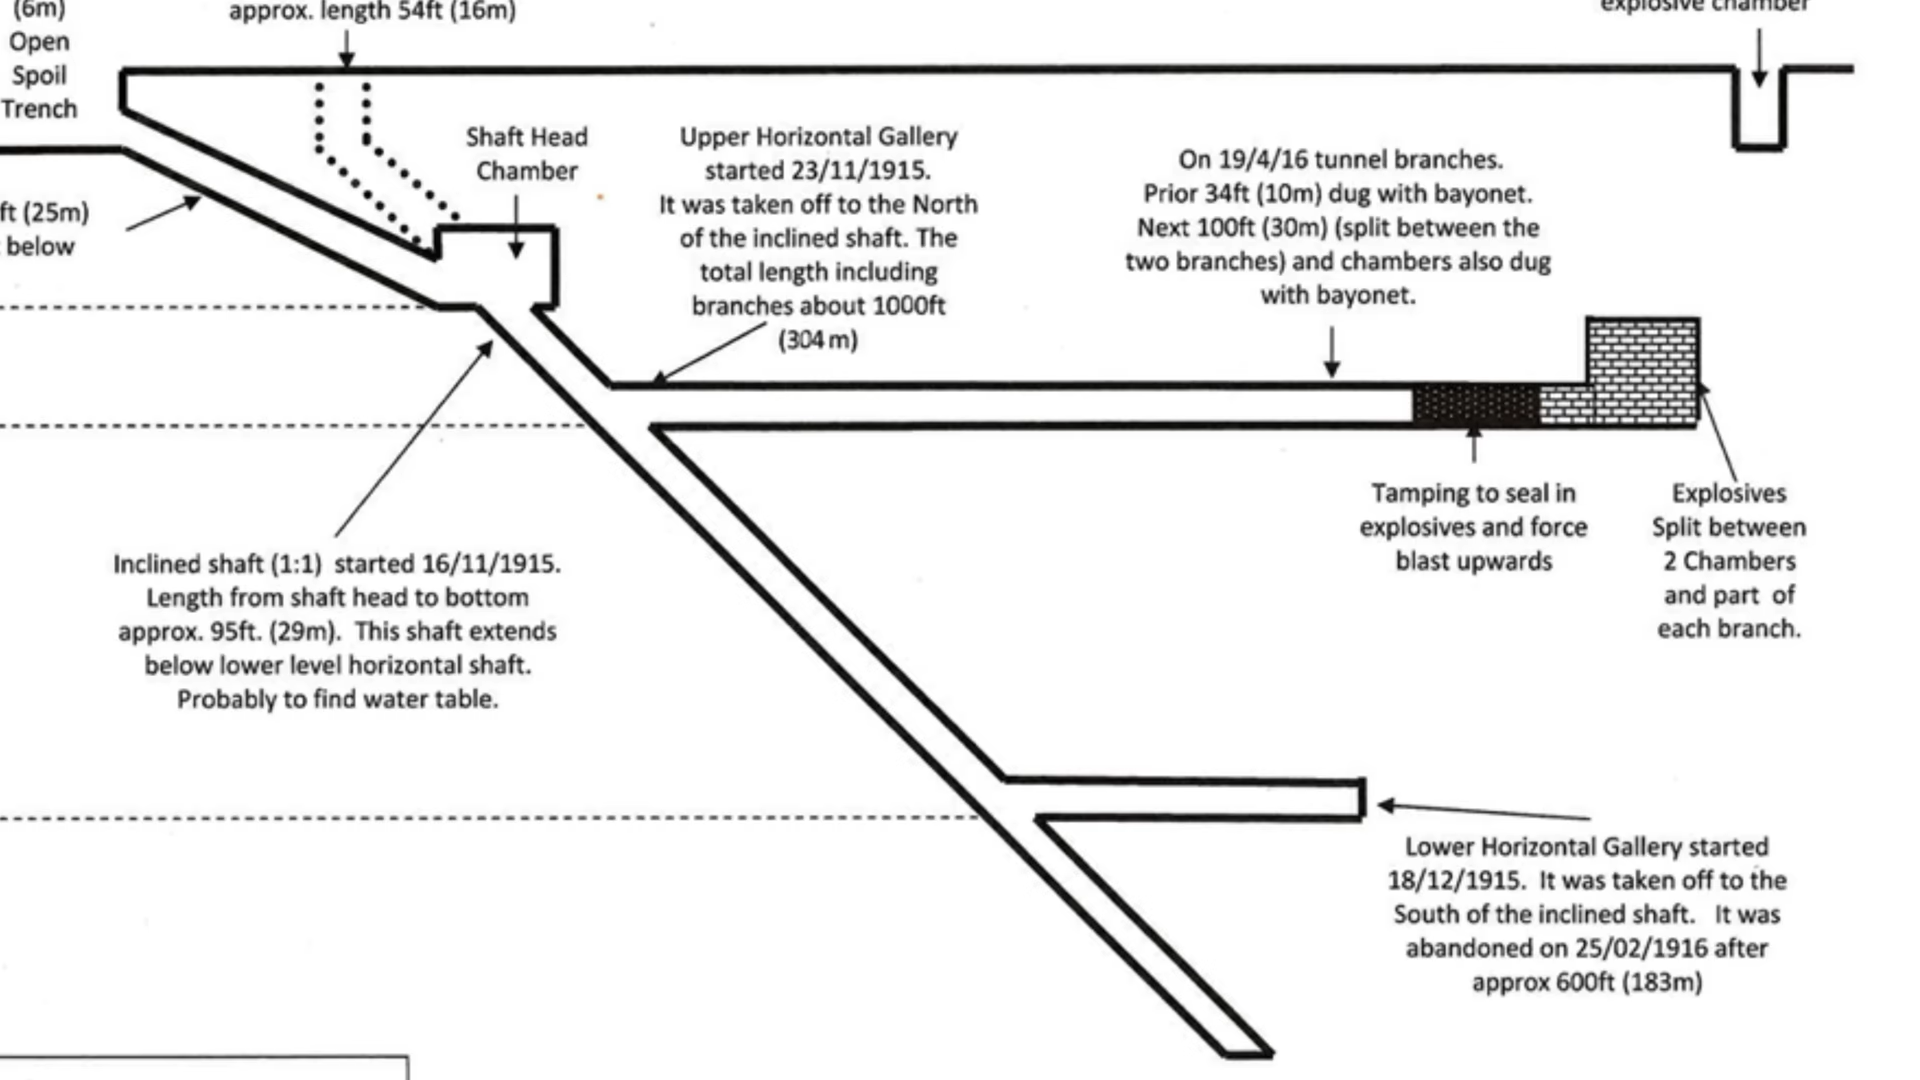 (6m)
Open
Spoil
Trench
approx. length 54ft (16m)
explosive chamber
Shaft Head
Chamber
Upper Horizontal Gallery
started 23/11/1915.
It was taken off to the North
of the inclined shaft. The
total length including
branches about 1000ft
(304 m)
On 19/4/16 tunnel branches.
Prior 34ft (10m) dug with bayonet.
Next 100ft (30m) (split between the
two branches) and chambers also dug
with bayonet.
ft (25m)
below
Tamping to seal in
explosives and force
blast upwards
Explosives
Split between
2 Chambers
and part of
each branch.
Inclined shaft (1:1) started 16/11/1915.
Length from shaft head to bottom
approx. 95ft. (29m). This shaft extends
below lower level horizontal shaft.
Probably to find water table.
Lower Horizontal Gallery started
18/12/1915. It was taken off to the
South of the inclined shaft. It was
abandoned on 25/02/1916 after
approx 600ft (183m)